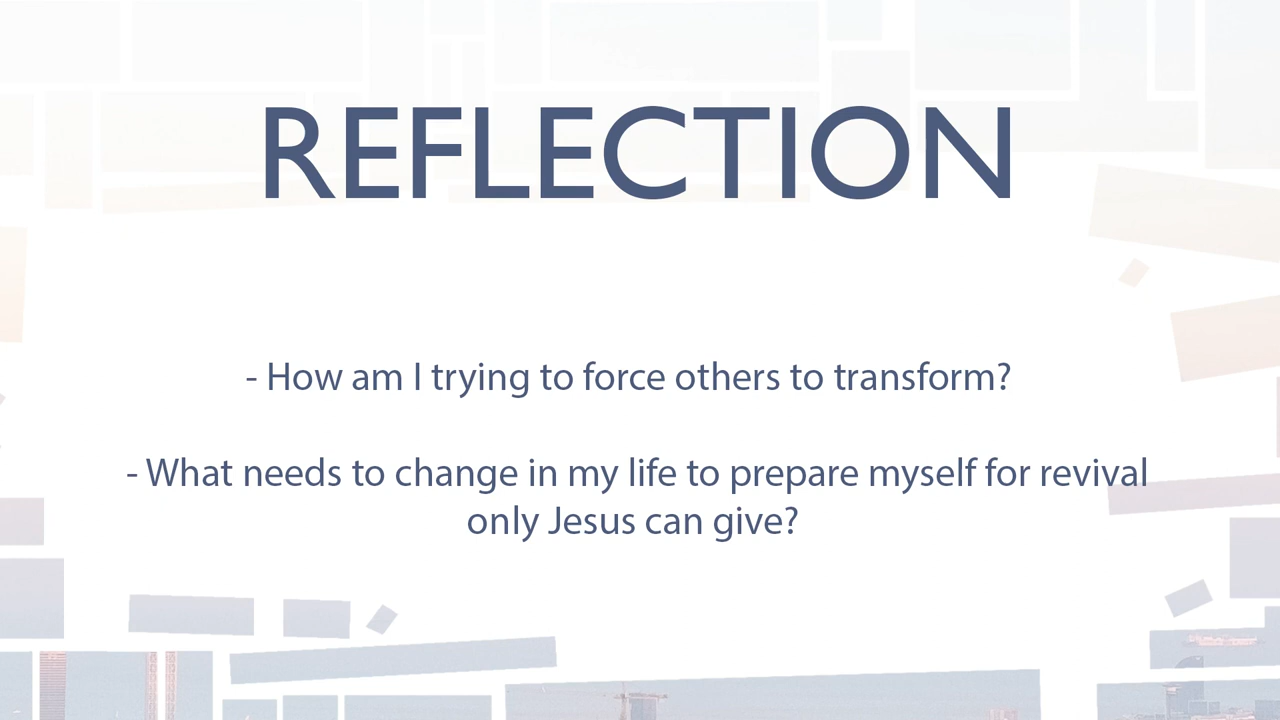 REFLECTION
- How am I trying to force others to transform?
- What needs to change in my life to prepare myself for revival
only Jesus can give?